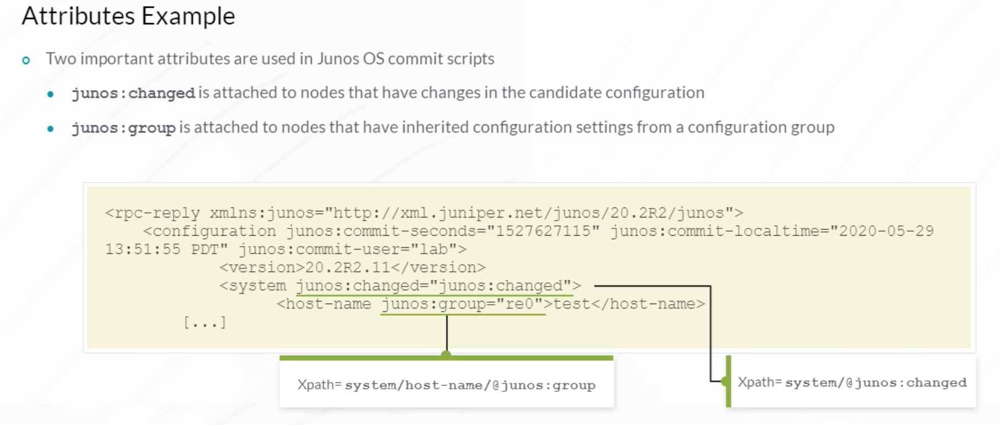 Attributes Example
Two important attributes are used in Junos OS commit scripts
junos:changed is attached to nodes that have changes in the candidate configuration
junos:group is attached to nodes that have inherited configuration settings from a configuration group
<rpc-reply xmlns:junos="http://xml.juniper.net/junos/20.2R2/junos">
<configuration junos:commit-seconds="1527627115" junos:commit-localtime="2020-05-29
13:51:55 PDT" junos:commit-user="lab">
<version>20.2R2.11</version>
<system junos:changed="junos:changed">
<host-name junos:group="re0">test</host-name>
[...]
Xpath= system/host-name/@junos:group
Xpath= system/@junos:changed